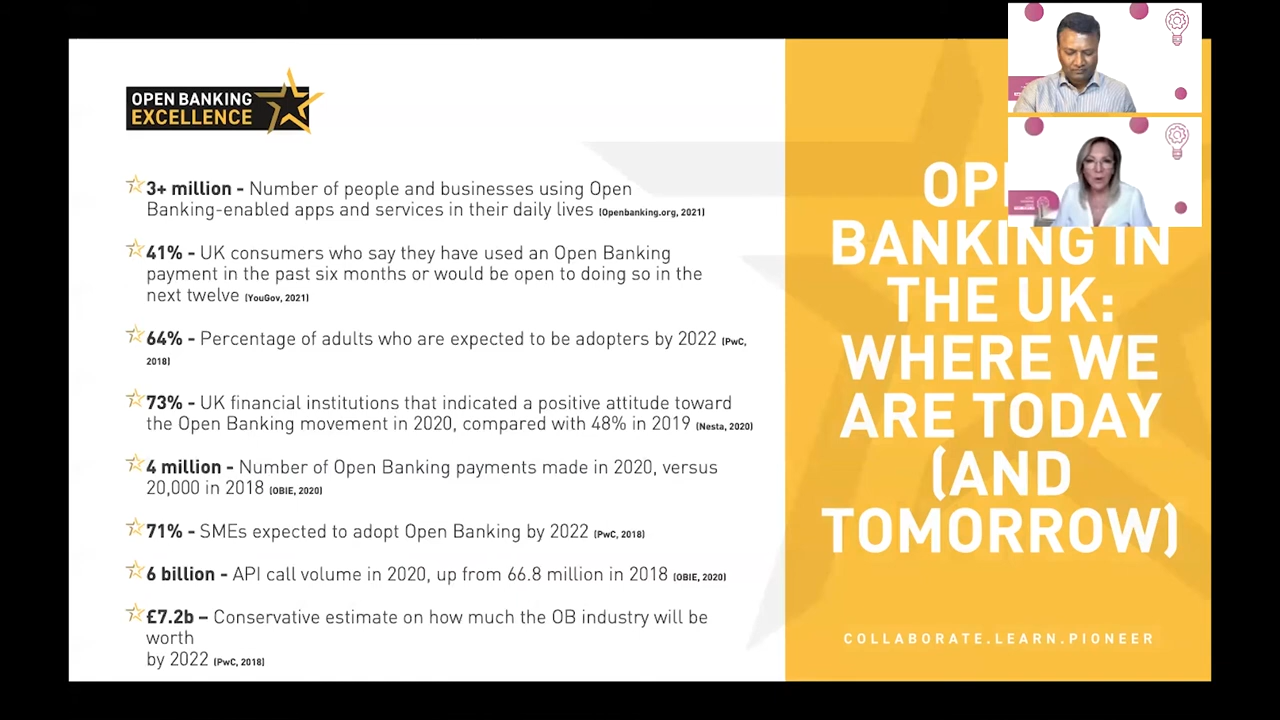 OPEN BANKING
EXCELLENCE
3+ million - Number of people and businesses using Open
Banking-enabled apps and services in their daily lives (Openbanking.org, 2021)
41% - UK consumers who say they have used an Open Banking
payment in the past six months or would be open to doing so in the
next twelve (YouGov, 2021)
64% - Percentage of adults who are expected to be adopters by 2022 (PwC,
2018)
73% - UK financial institutions that indicated a positive attitude toward
the Open Banking movement in 2020, compared with 48% in 2019 (Nesta, 2020)
4 million - Number of Open Banking payments made in 2020, versus
20,000 in 2018 (OBIE, 2020)
71% - SMEs expected to adopt Open Banking by 2022 (PwC, 2018)
6 billion - API call volume in 2020, up from 66.8 million in 2018 (OBIE, 2020)
£7.2b – Conservative estimate on how much the OB industry will be
worth
by 2022 (PwC, 2018)
BANKING IN
THE UK:
WHERE WE
ARE TODAY
(AND
TOMORROW)
COLLABORATE.LEARN.PIONEER